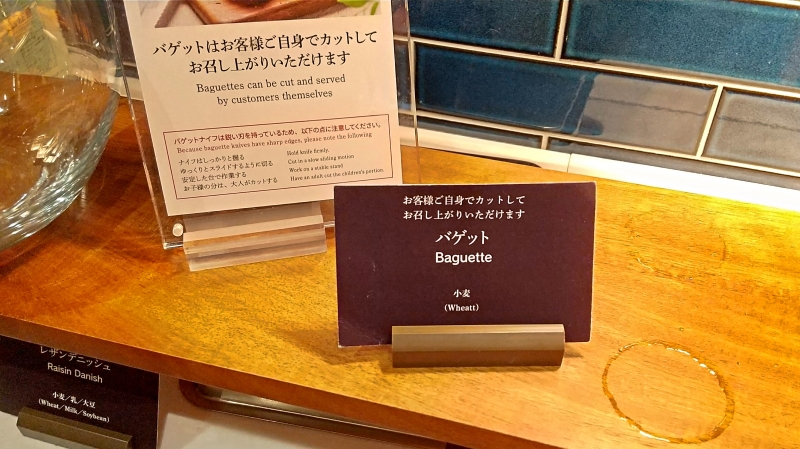 バゲットはお客様ご自身でカットして
お召し上がりいただけます
Baguettes can be cut and served
by customers themselves
バゲットナイフは鋭い刃を持っているため、以下の点に注意してください。
Because baguette knives have sharp edges, please note the following
ナイフはしっかりと握る
Hold knife firmly.
ゆっくりとスライドするように切る
Cut in a slow sliding motion
安定した台で作業する
Work on a stable stand
お子様の分は、大人がカットする
Have an adult cut the children's portion.
お客様ご自身でカットして
お召し上がりいただけます
バゲット
Baguette
小麦
(Wheatt)
レザンデニッシュ
Raisin Danish
小麦／乳／大豆
(Wheat/Milk/Soybean)